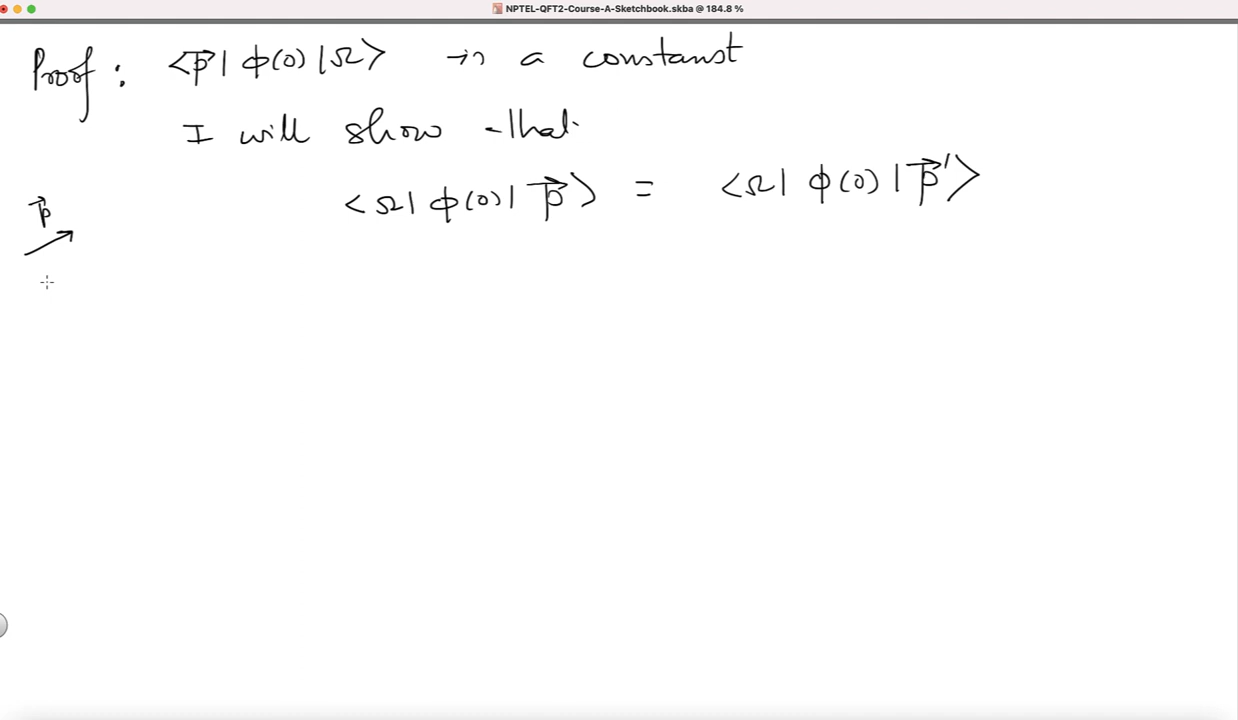 NPTEL-QFT2-Course-A-Sketchbook.skba @ 184.8 %
Proof : <p⃗| ϕ(0) |Ω> is a constant
I will show that
<Ω| ϕ(0) | p⃗> = <Ω| ϕ(0) | p⃗'>
p⃗